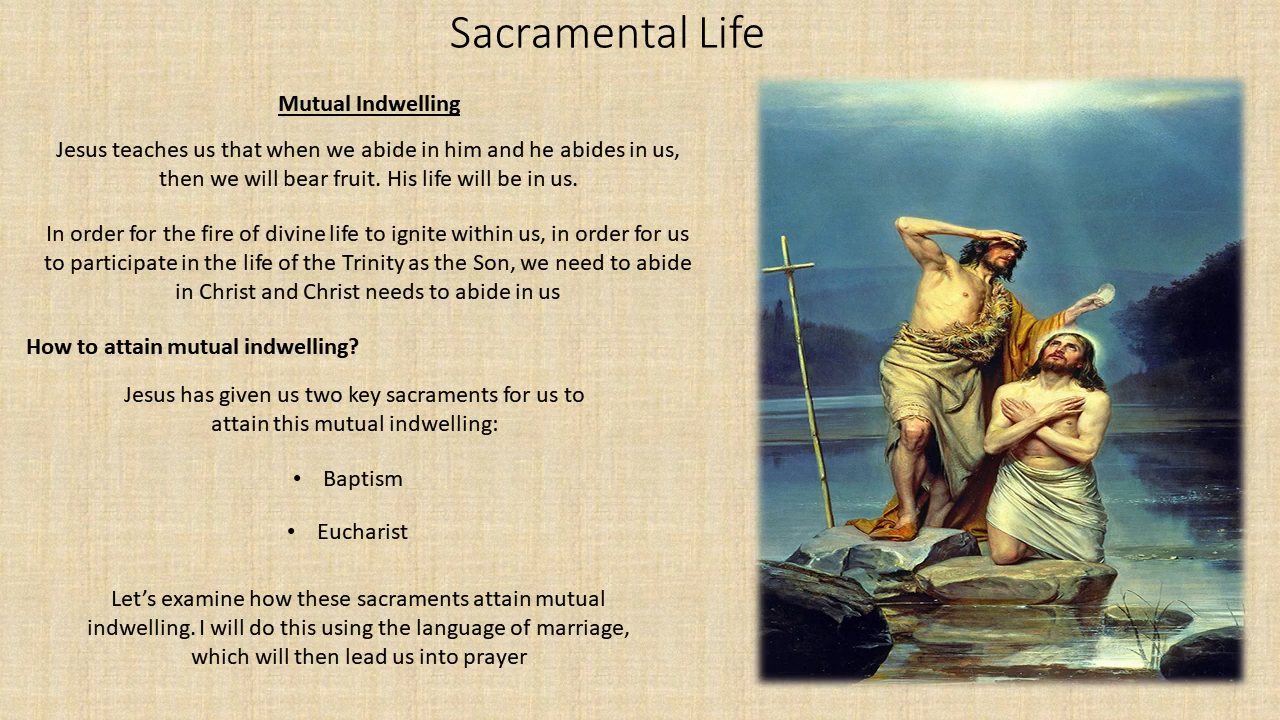 Sacramental Life
Mutual Indwelling
Jesus teaches us that when we abide in him and he abides in us,
then we will bear fruit. His life will be in us.
In order for the fire of divine life to ignite within us, in order for us
to participate in the life of the Trinity as the Son, we need to abide
in Christ and Christ needs to abide in us
How to attain mutual indwelling?
Jesus has given us two key sacraments for us to
attain this mutual indwelling:
• Baptism
• Eucharist
Let’s examine how these sacraments attain mutual
indwelling. I will do this using the language of marriage,
which will then lead us into prayer